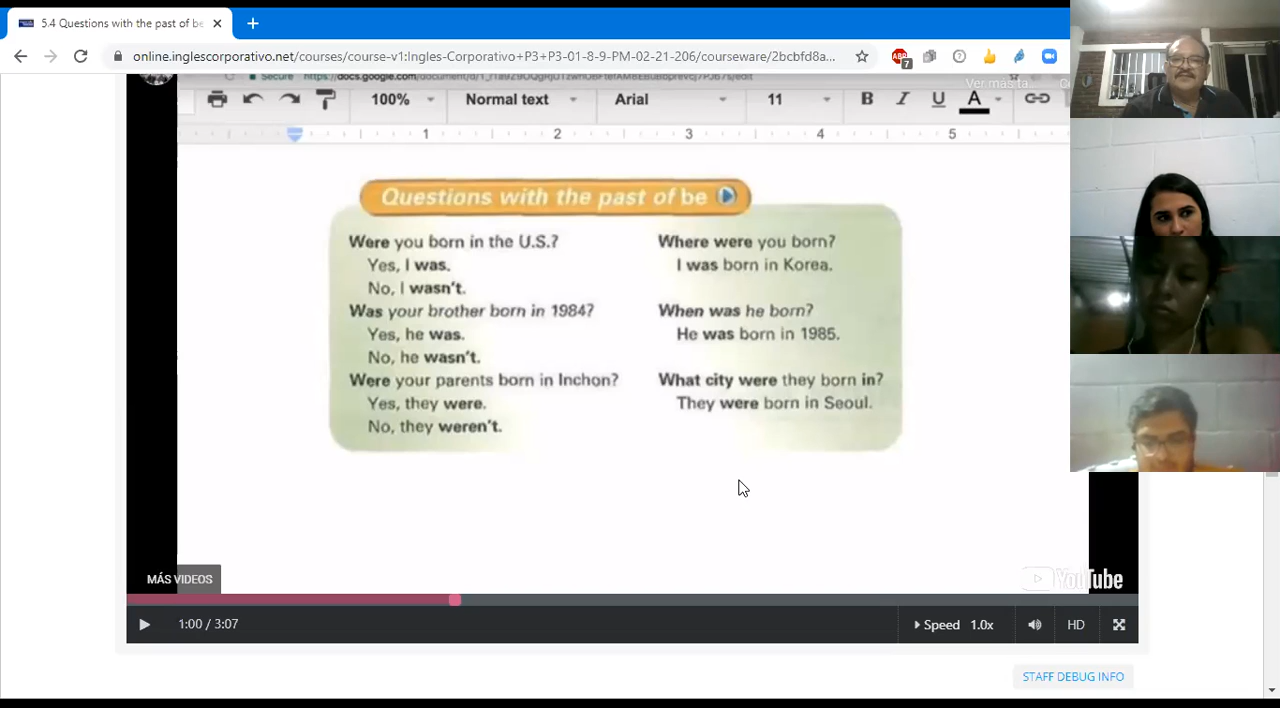 5.4 Questions with the past of be
online.inglescorporativo.net/courses/course-v1:Ingles-Corporativo+P3+P3-01-8-9-PM-02-21-206/courseware/2bcbfd8a...
7
Secure
Ver más ta
100% Normal text Arial 11 B I U A
1 2 3 4 5
Questions with the past of be
Were you born in the U.S.?
Yes, I was.
No, I wasn't.
Was your brother born in 1984?
Yes, he was.
No, he wasn't.
Were your parents born in Inchon?
Yes, they were.
No, they weren't.
Where were you born?
I was born in Korea.
When was he born?
He was born in 1985.
What city were they born in?
They were born in Seoul.
MÁS VIDEOS
YouTube
1:00 / 3:07
Speed 1.0x
HD
STAFF DEBUG INFO